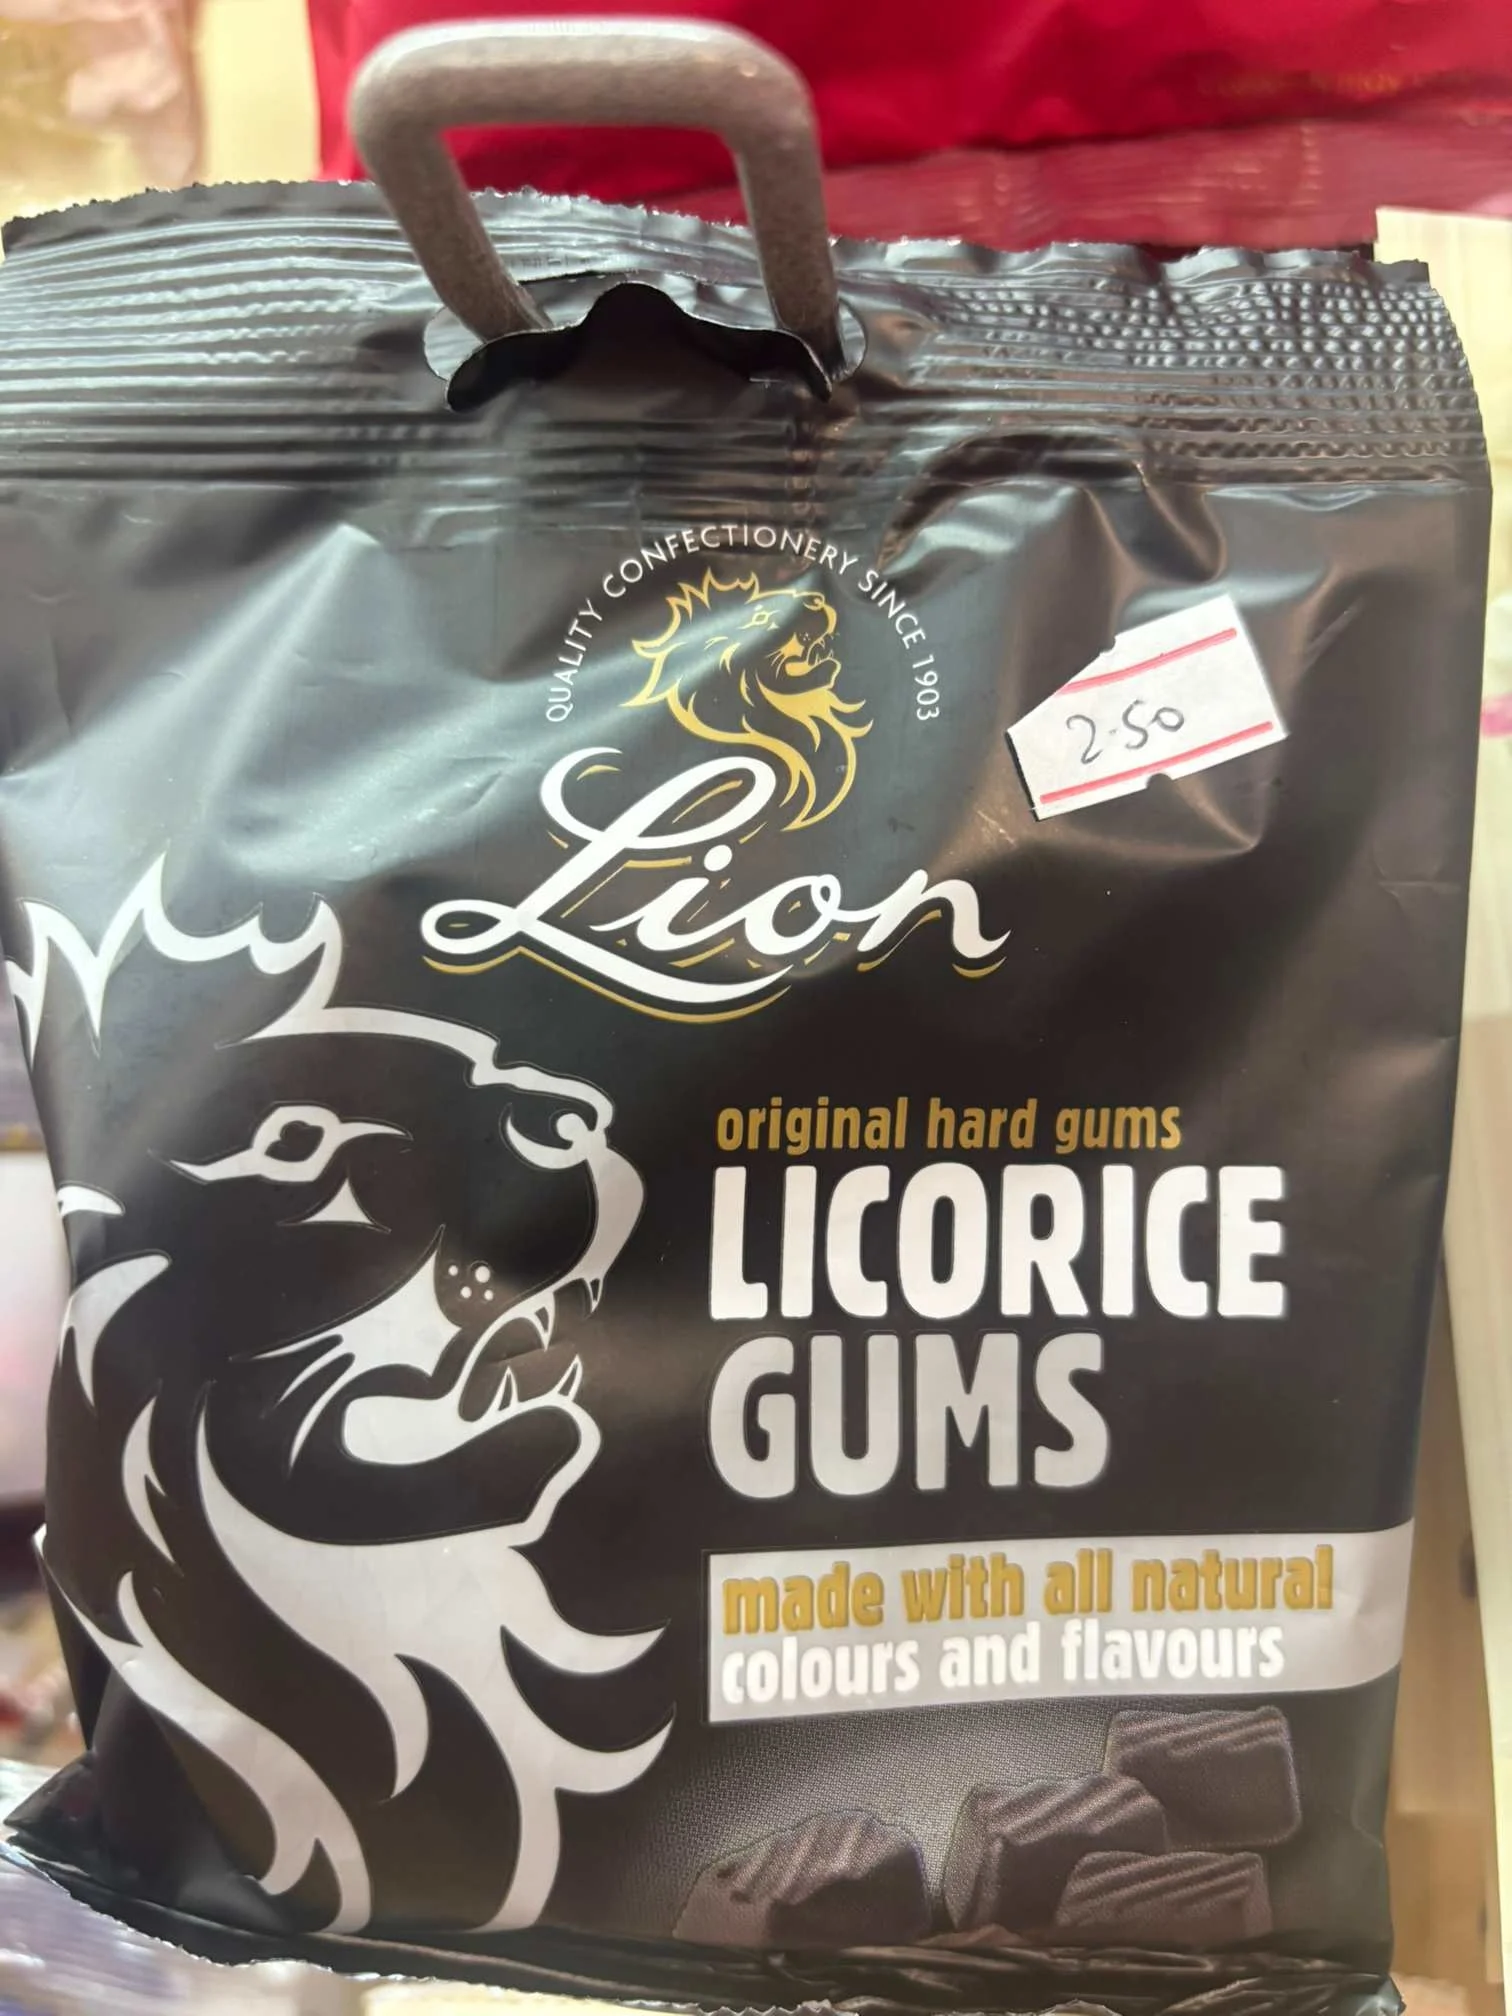 QUALITY CONFECTIONERY SINCE 1903
Lion
2.50
original hard gums
LICORICE
GUMS
made with all natural
colours and flavours